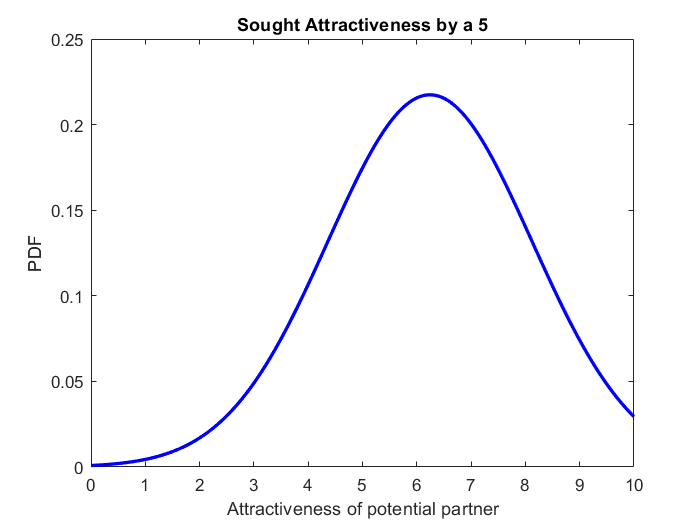 Sought Attractiveness by a 5
0.25
0.2
0.15
0.1
0.05
0
PDF
0 1 2 3 4 5 6 7 8 9 10
Attractiveness of potential partner